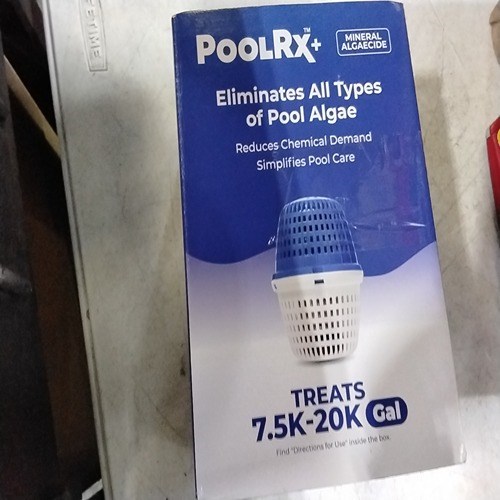 POOLRX™+
MINERAL
ALGAECIDE
Eliminates All Types
of Pool Algae
Reduces Chemical Demand
Simplifies Pool Care
TREATS
7.5K-20K Gal
Find "Directions for Use" inside the box.